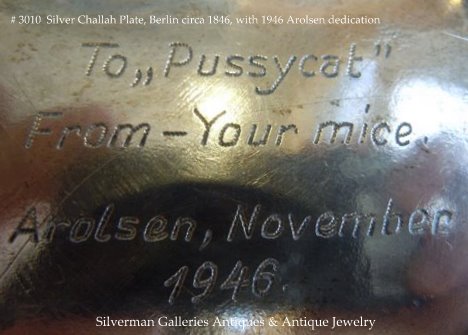 # 3010 Silver Challah Plate, Berlin circa 1846, with 1946 Arolsen dedication
To „Pussycat"
From – Your mice.
Arolsen, November
1946.
Silverman Galleries Antiques & Antique Jewelry